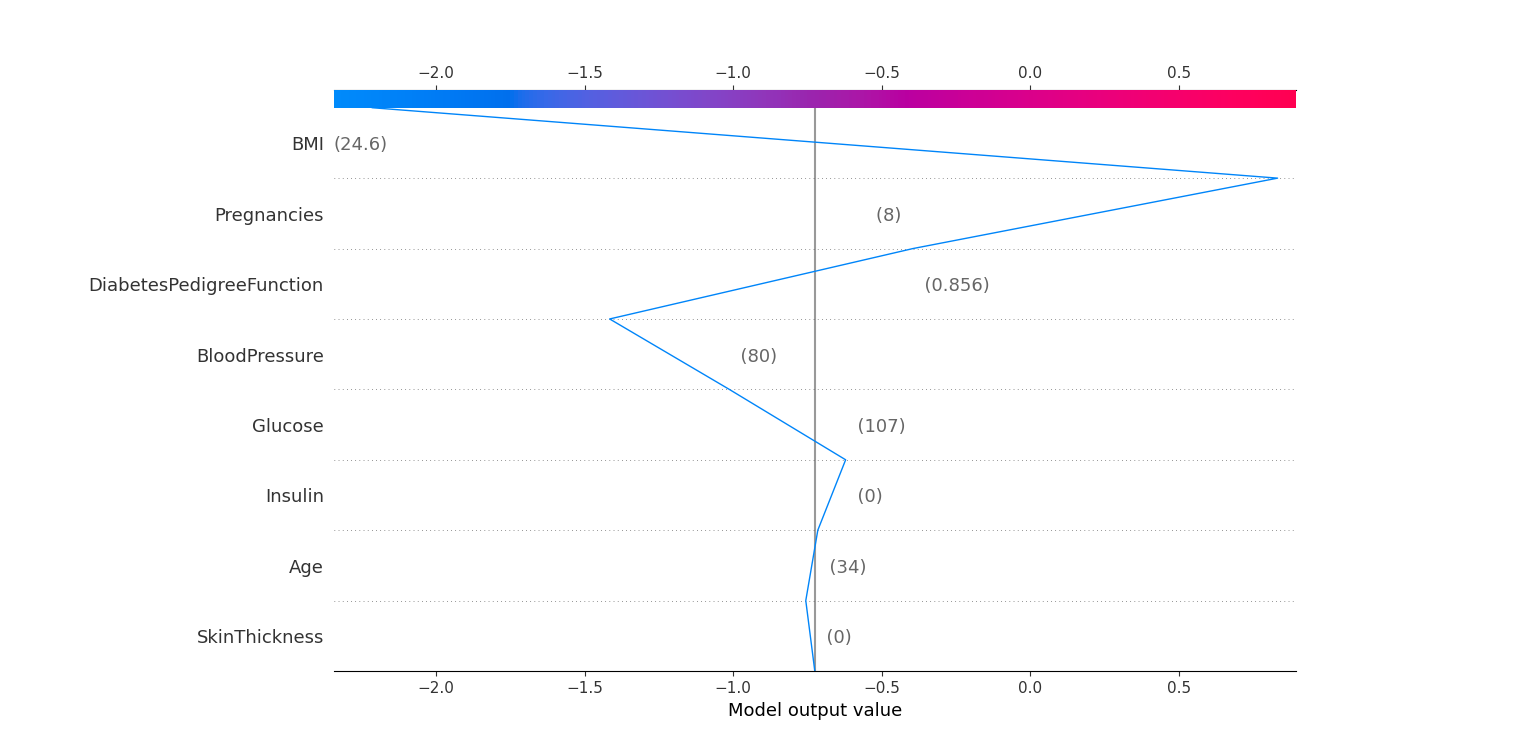 −2.0 −1.5 −1.0 −0.5 0.0 0.5
BMI (24.6)
Pregnancies (8)
DiabetesPedigreeFunction (0.856)
BloodPressure (80)
Glucose (107)
Insulin (0)
Age (34)
SkinThickness (0)
−2.0 −1.5 −1.0 −0.5 0.0 0.5
Model output value